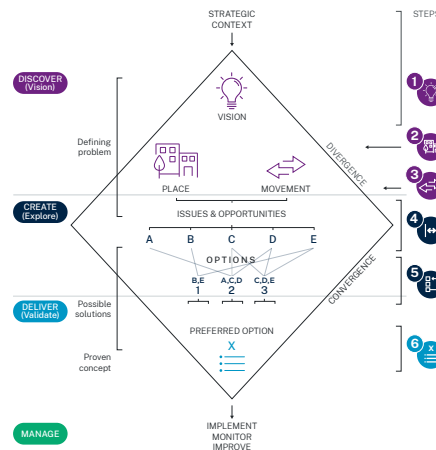 STRATEGIC
CONTEXT
STEPS
DISCOVER
(Vision)
1
VISION
Defining
problem
2
DIVERGENCE
3
PLACE
MOVEMENT
CREATE
(Explore)
ISSUES & OPPORTUNITIES
4
A B C D E
OPTIONS
5
CONVERGENCE
B,E A,C,D C,D,E
1 2 3
DELIVER
(Validate)
Possible
solutions
PREFERRED OPTION
6
X
X
Proven
concept
MANAGE
IMPLEMENT
MONITOR
IMPROVE